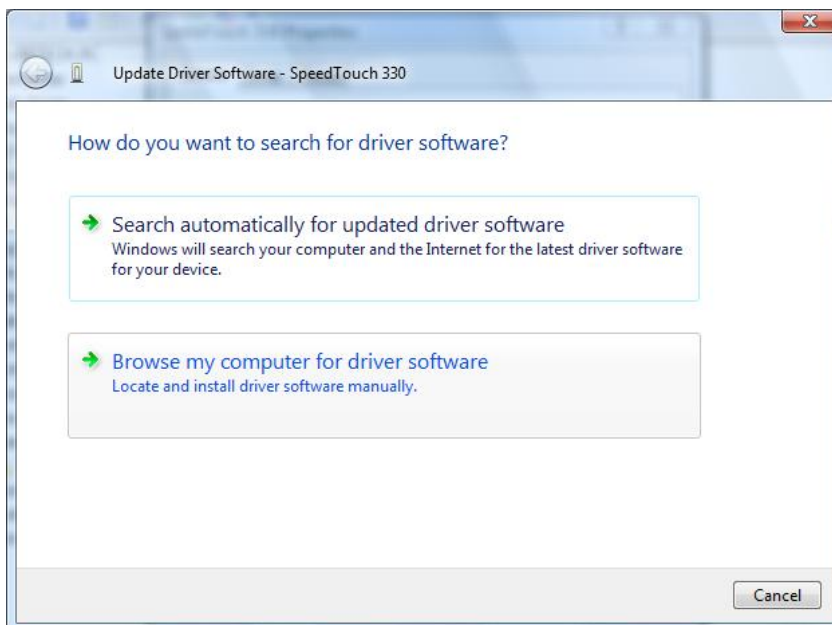 Update Driver Software - SpeedTouch 330
How do you want to search for driver software?
Search automatically for updated driver software
Windows will search your computer and the Internet for the latest driver software
for your device.
Browse my computer for driver software
Locate and install driver software manually.
Cancel